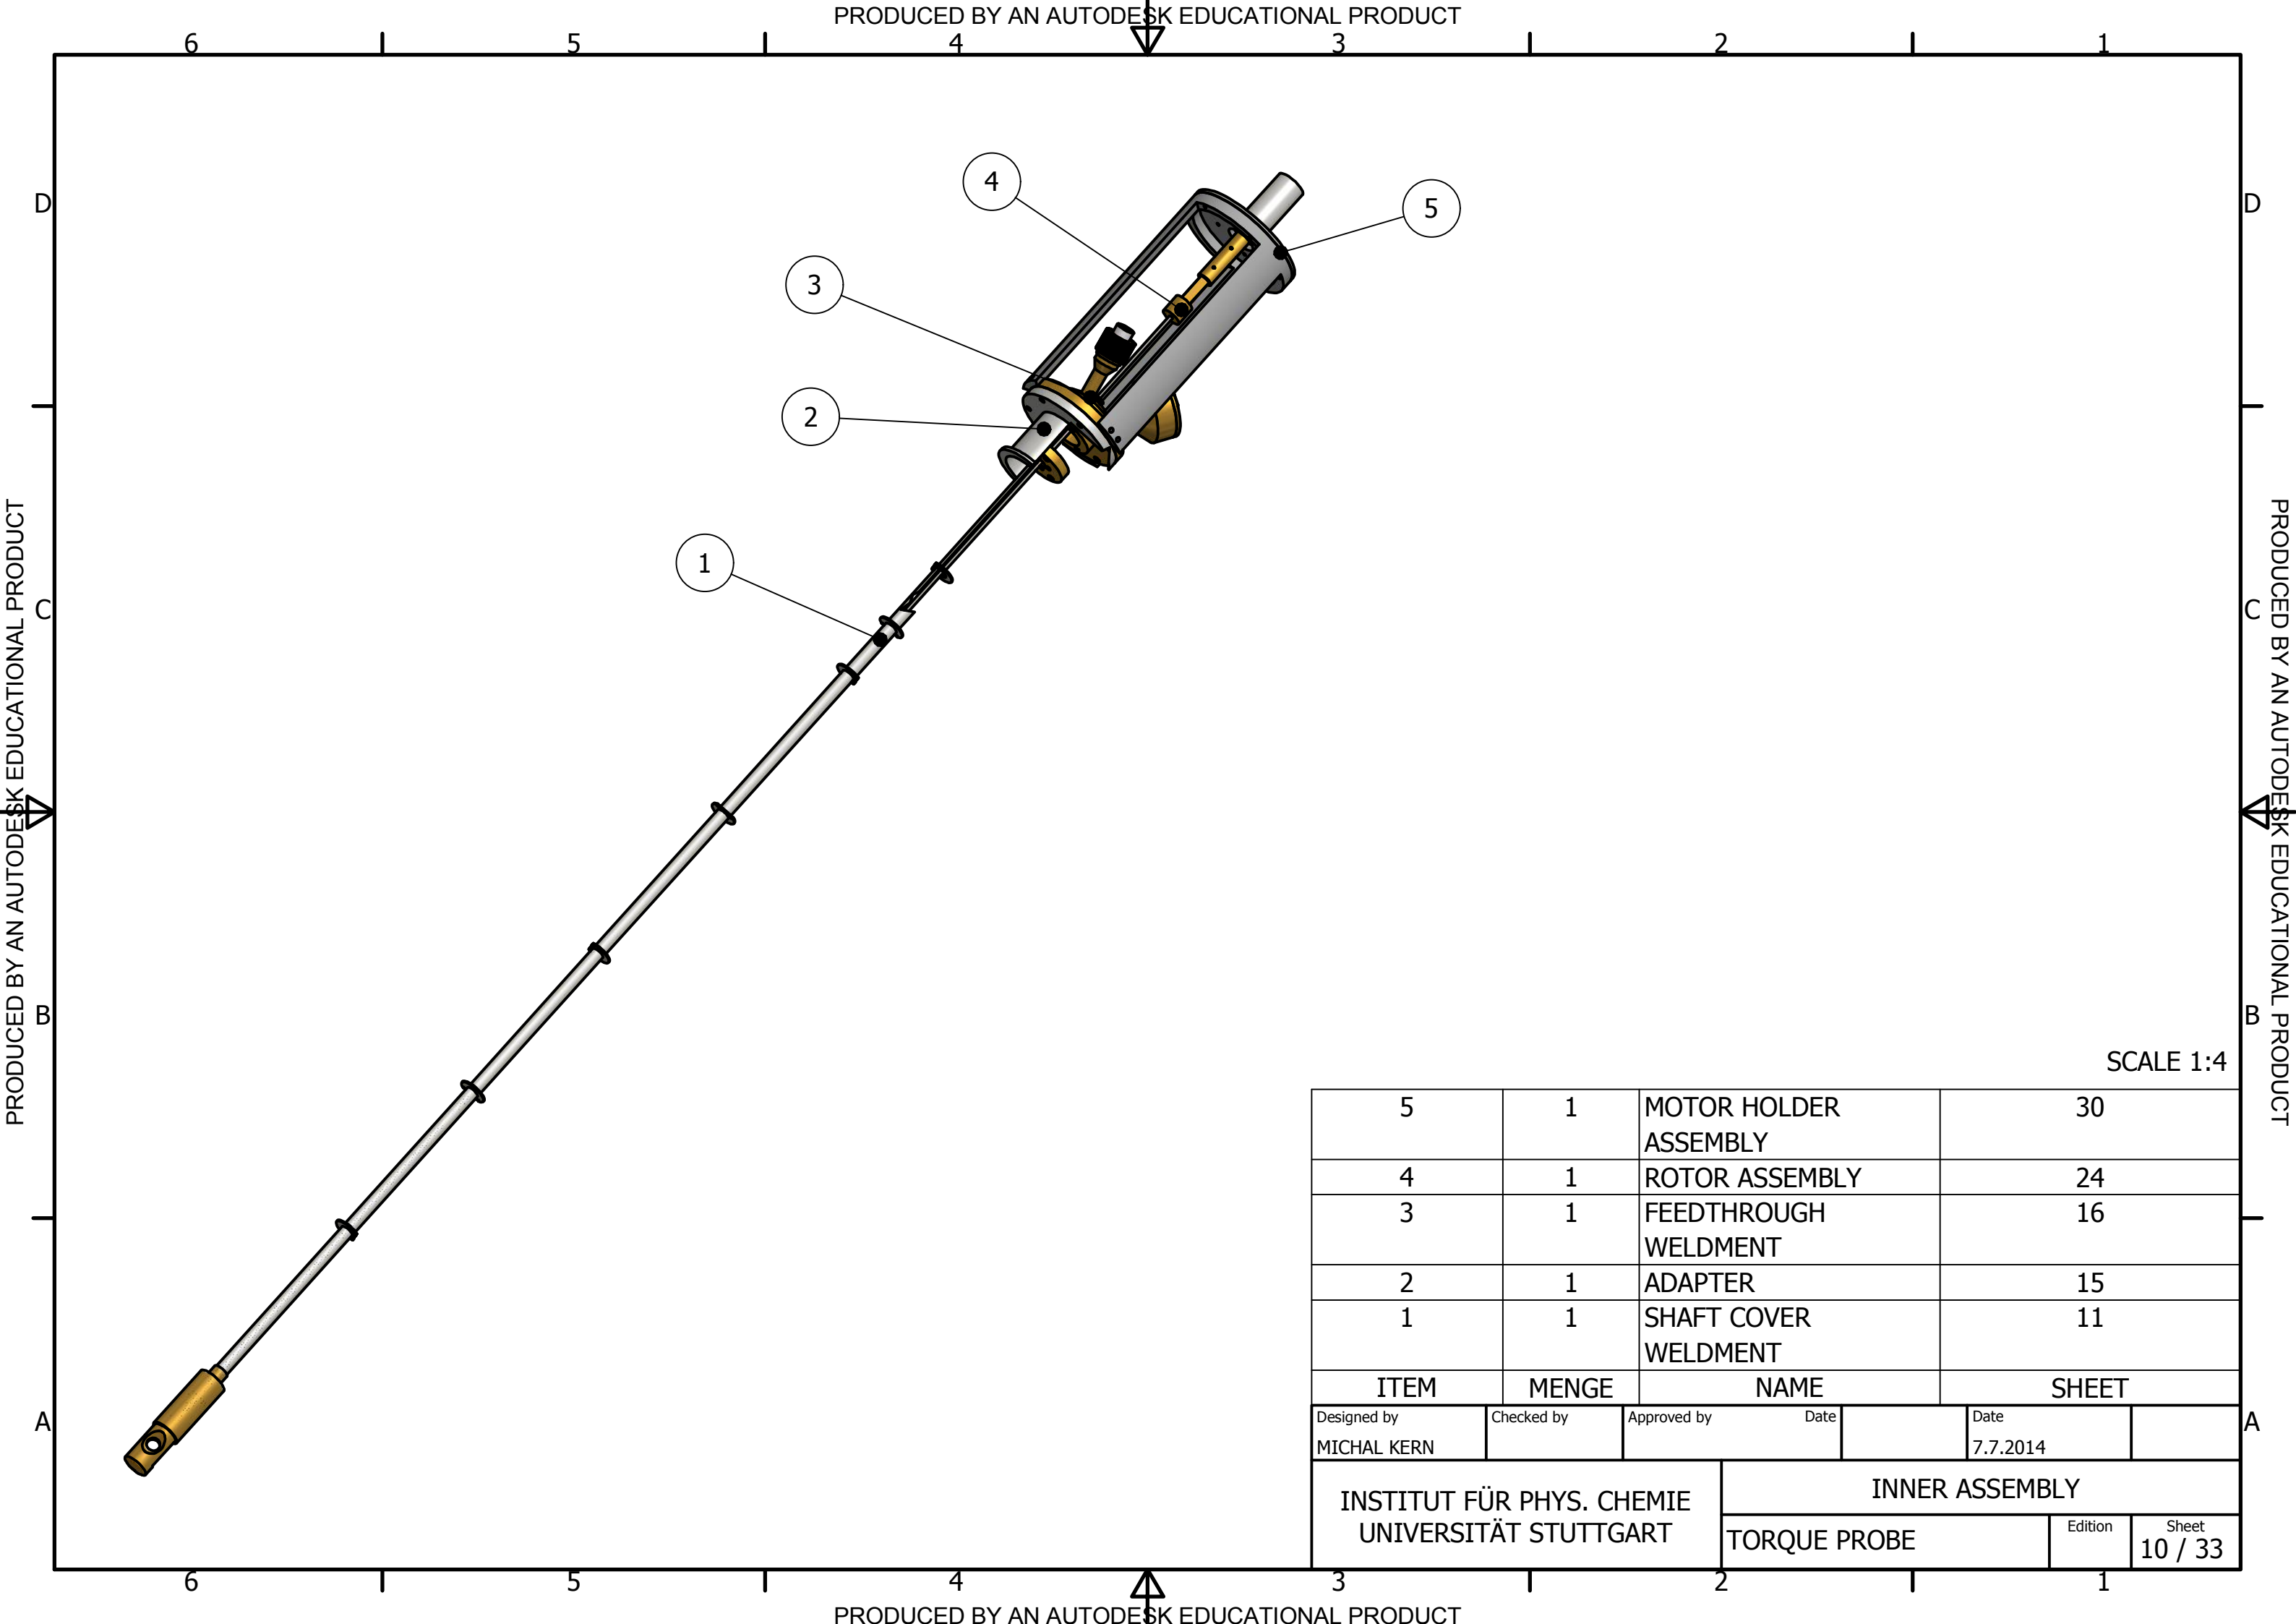 PRODUCED BY AN AUTODESK EDUCATIONAL PRODUCT
6 5 4 3 2 1
D D
4
5
3
2
1
C C
PRODUCED BY AN AUTODESK EDUCATIONAL PRODUCT
PRODUCED BY AN AUTODESK EDUCATIONAL PRODUCT
B B
SCALE 1:4
5 1 MOTOR HOLDER 30
ASSEMBLY
4 1 ROTOR ASSEMBLY 24
3 1 FEEDTHROUGH 16
WELDMENT
2 1 ADAPTER 15
1 1 SHAFT COVER 11
WELDMENT
ITEM MENGE NAME SHEET
A A
Designed by Checked by Approved by Date Date
MICHAL KERN 7.7.2014
INSTITUT FÜR PHYS. CHEMIE
UNIVERSITÄT STUTTGART
INNER ASSEMBLY
TORQUE PROBE
Edition
Sheet
10 / 33
6 5 4 3 2 1
PRODUCED BY AN AUTODESK EDUCATIONAL PRODUCT